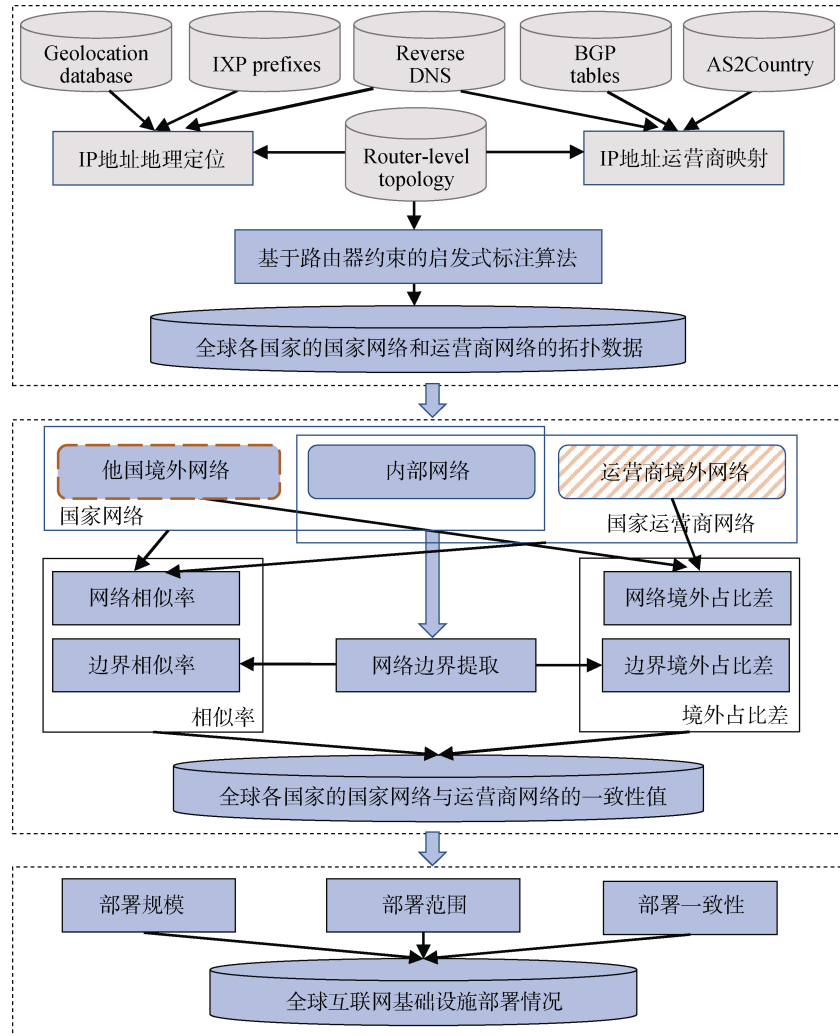 Geolocation
database
IXP prefixes
Reverse
DNS
BGP
tables
AS2Country
IP地址地理定位
Router-level
topology
IP地址运营商映射
基于路由器约束的启发式标注算法
全球各国家的国家网络和运营商网络的拓扑数据
他国境外网络
内部网络
运营商境外网络
国家网络
国家运营商网络
网络相似率
网络境外占比差
边界相似率
网络边界提取
边界境外占比差
相似率
境外占比差
全球各国家的国家网络与运营商网络的一致性值
部署规模
部署范围
部署一致性
全球互联网基础设施部署情况